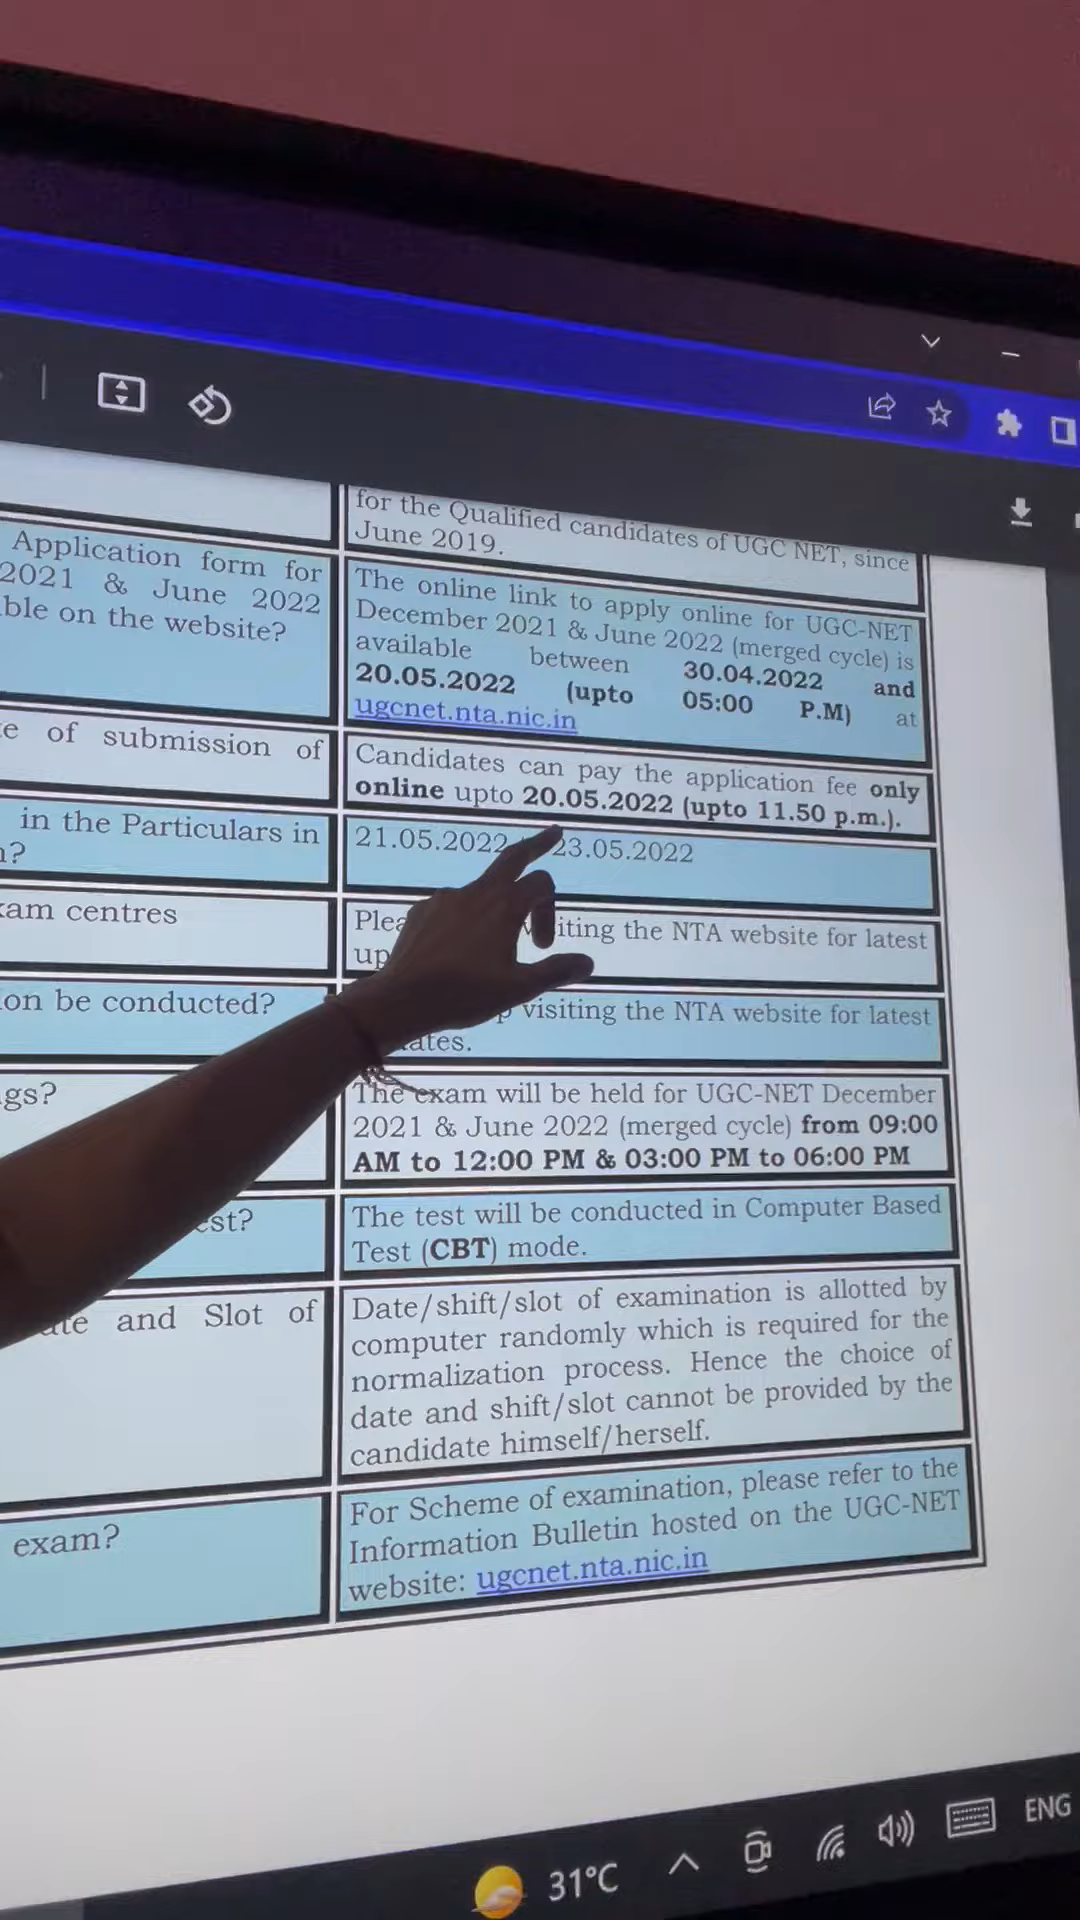 for the Qualified candidates of UGC NET, since
June 2019.
Application form for
2021 & June 2022
ble on the website?
The online link to apply online for UGC-NET
December 2021 & June 2022 (merged cycle) is
available between 30.04.2022 and
20.05.2022 (upto 05:00 P.M) at
ugcnet.nta.nic.in
e of submission of
Candidates can pay the application fee only
online upto 20.05.2022 (upto 11.50 p.m.).
in the Particulars in
?
21.05.2022 23.05.2022
am centres
iting the NTA website for latest
up
on be conducted?
visiting the NTA website for latest
ates.
gs?
The exam will be held for UGC-NET December
2021 & June 2022 (merged cycle) from 09:00
AM to 12:00 PM & 03:00 PM to 06:00 PM
est?
The test will be conducted in Computer Based
Test (CBT) mode.
and Slot of
Date/shift/slot of examination is allotted by
computer randomly which is required for the
normalization process. Hence the choice of
date and shift/slot cannot be provided by the
candidate himself/herself.
exam?
For Scheme of examination, please refer to the
Information Bulletin hosted on the UGC-NET
website: ugcnet.nta.nic.in
31°C
ENG